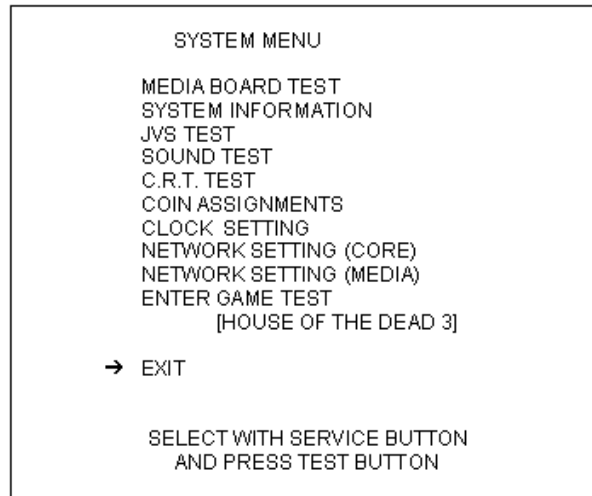 SYSTEM MENU
MEDIA BOARD TEST
SYSTEM INFORMATION
JVS TEST
SOUND TEST
C.R.T. TEST
COIN ASSIGNMENTS
CLOCK SETTING
NETWORK SETTING (CORE)
NETWORK SETTING (MEDIA)
ENTER GAME TEST
[HOUSE OF THE DEAD 3]
→ EXIT
SELECT WITH SERVICE BUTTON
AND PRESS TEST BUTTON